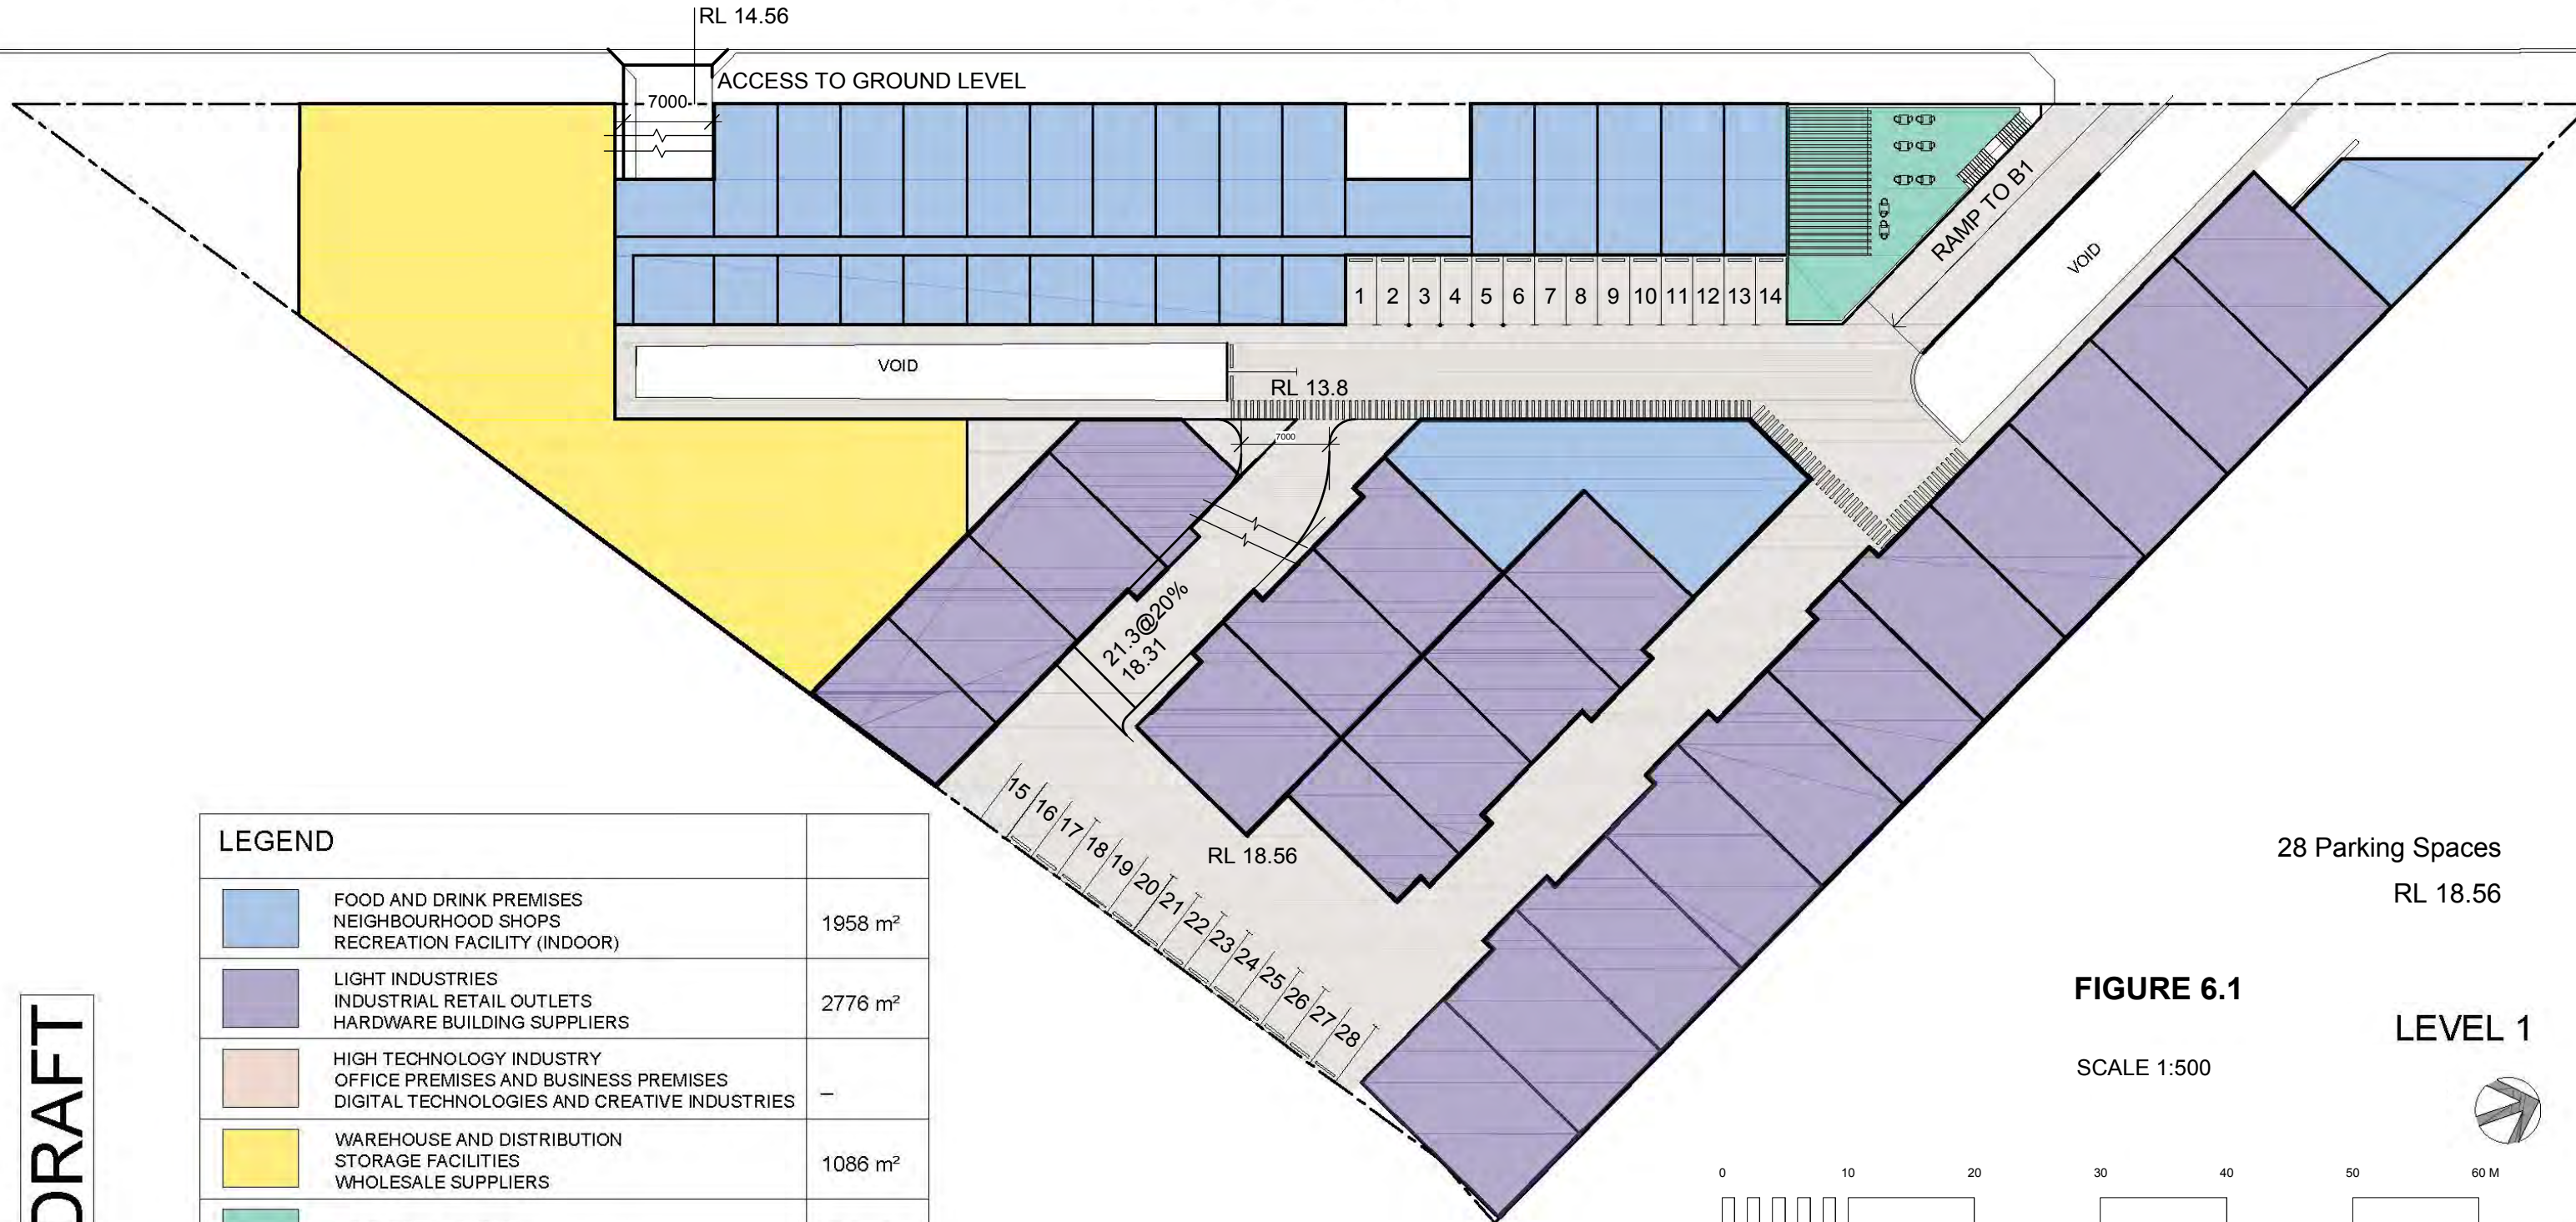 RL 14.56
ACCESS TO GROUND LEVEL
7000
RAMP TO B1
VOID
1 2 3 4 5 6 7 8 9 10 11 12 13 14
VOID
RL 13.8
7000
21.3@20%
18.31
15 16 17 18 19 20 21 22 23 24 25 26 27 28
RL 18.56
28 Parking Spaces
RL 18.56
FIGURE 6.1
LEVEL 1
SCALE 1:500
0 10 20 30 40 50 60 M
DRAFT
LEGEND
FOOD AND DRINK PREMISES
NEIGHBOURHOOD SHOPS
RECREATION FACILITY (INDOOR)
1958 m²
LIGHT INDUSTRIES
INDUSTRIAL RETAIL OUTLETS
HARDWARE BUILDING SUPPLIERS
2776 m²
HIGH TECHNOLOGY INDUSTRY
OFFICE PREMISES AND BUSINESS PREMISES
DIGITAL TECHNOLOGIES AND CREATIVE INDUSTRIES
–
WAREHOUSE AND DISTRIBUTION
STORAGE FACILITIES
WHOLESALE SUPPLIERS
1086 m²